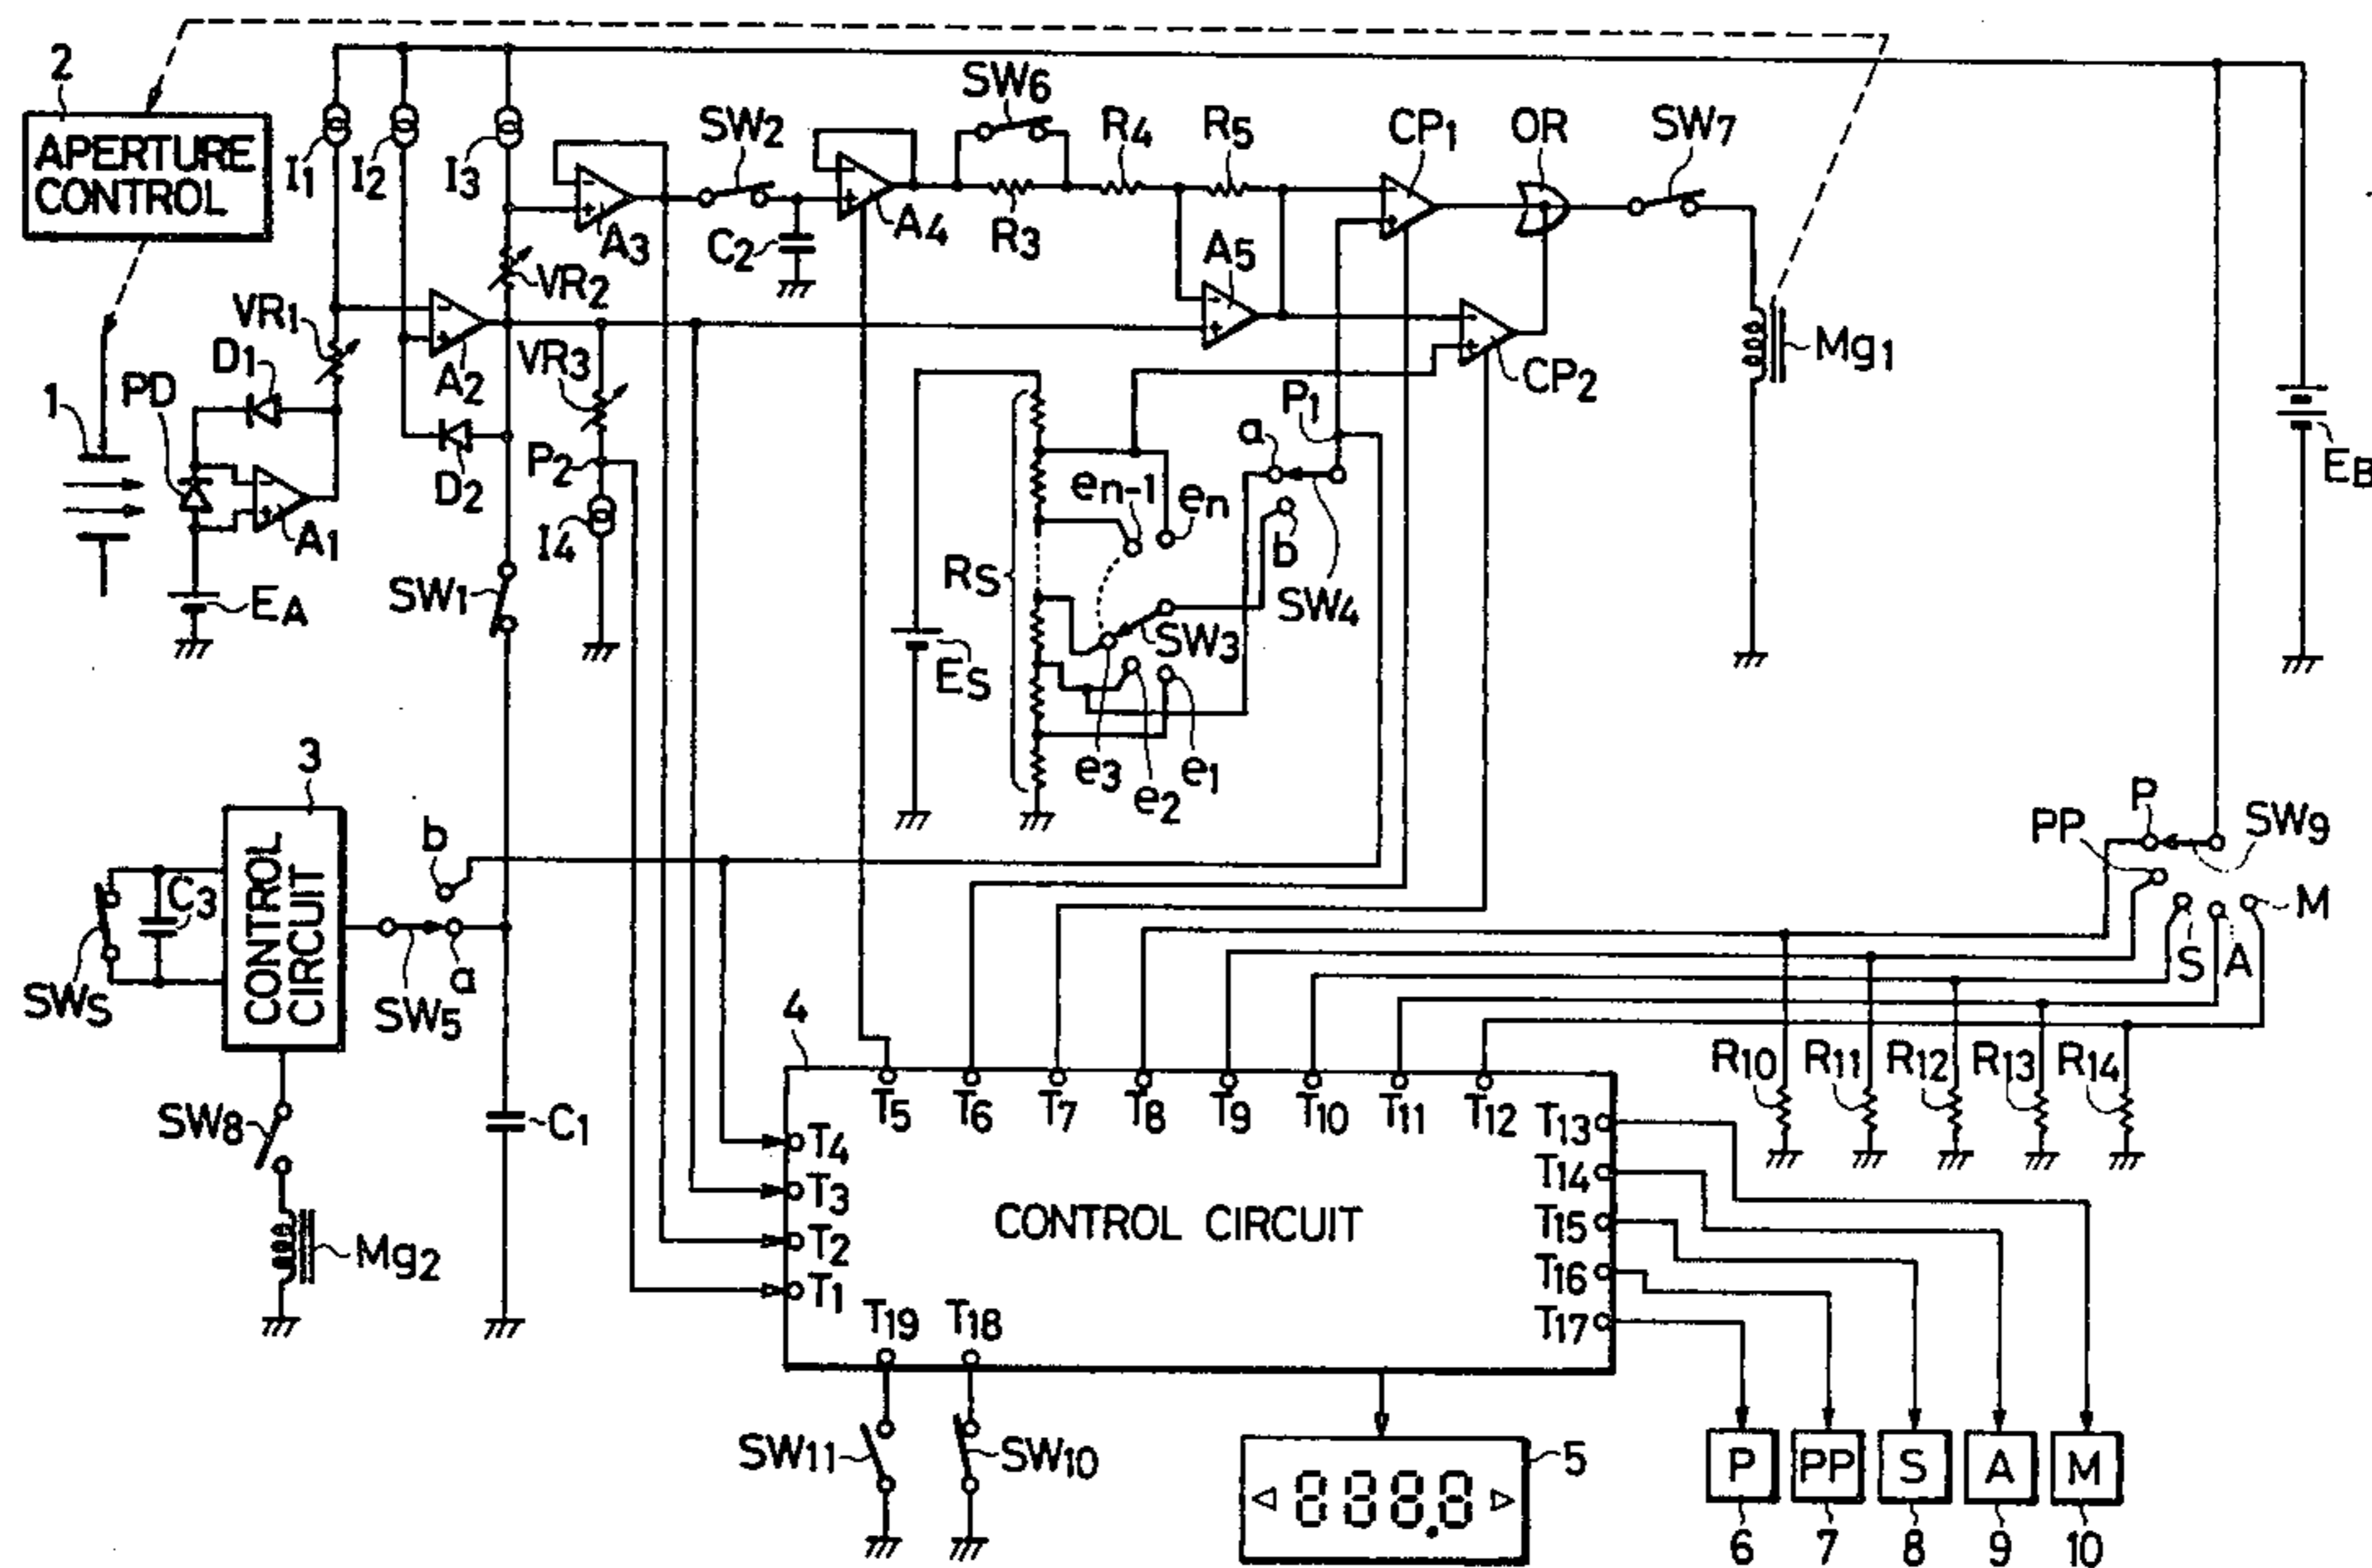 2
APERTURE
CONTROL
I1
I2
I3
SW2
SW6
R4
R5
CP1
OR
SW7
A3
C2
A4
R3
A5
VR2
VR1
D1
A2
VR3
CP2
Mg1
1
PD
P2
P1
a
D2
en-1
en
EB
A1
I4
b
RS
SW4
SW1
EA
SW3
ES
3
e3
e2
e1
b
P
PP
SW9
C3
CONTROL
CIRCUIT
M
S
A
SWS
SW5
a
4
R10
R11
R12
R13
R14
T5
T6
T7
T8
T9
T10
T11
T12
SW8
C1
T4
T13
T3
T14
CONTROL CIRCUIT
T2
T15
Mg2
T1
T16
T19
T18
T17
SW11
SW10
888.8
5
P
PP
S
A
M
6
7
8
9
10